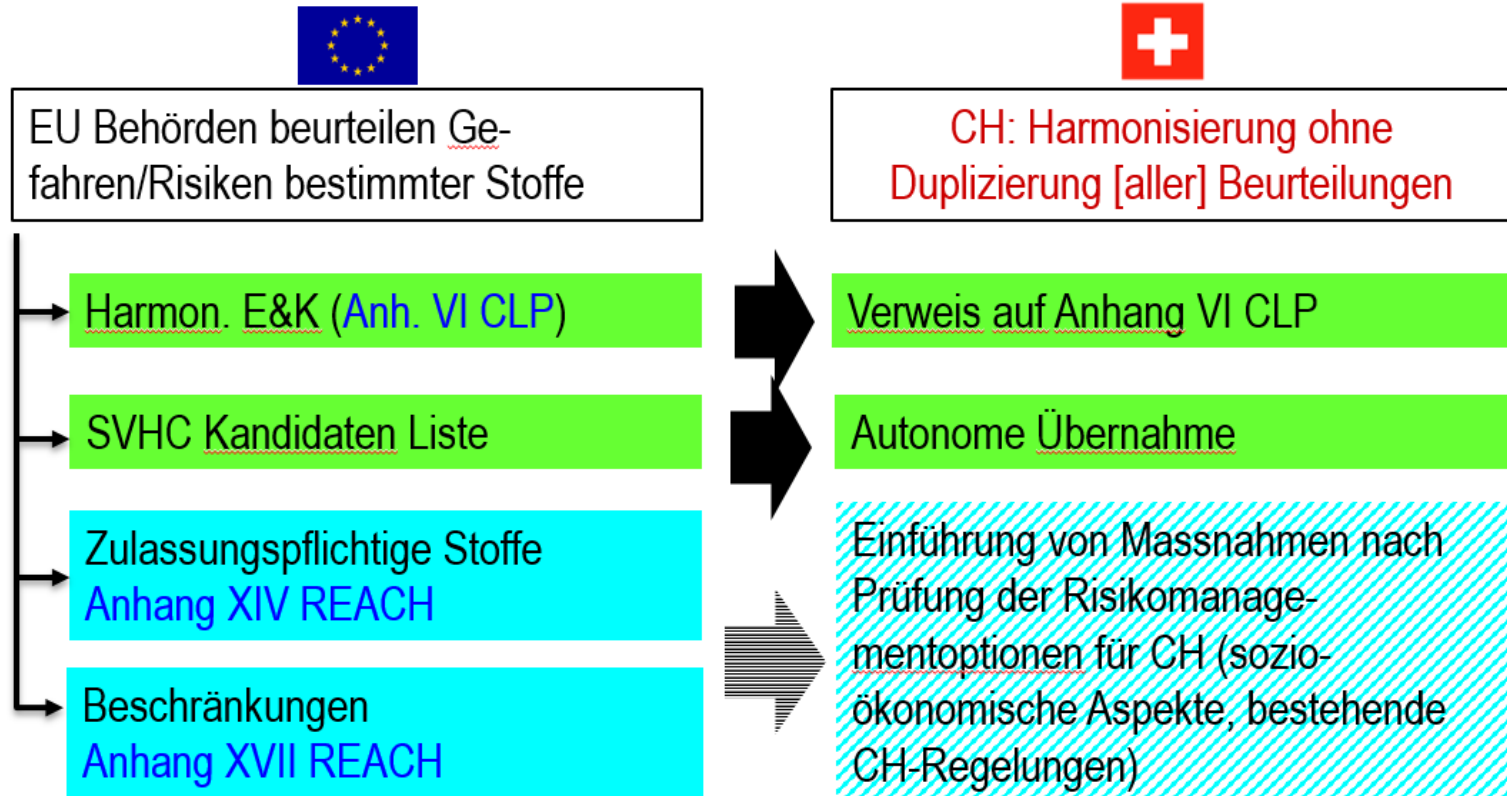 EU Behörden beurteilen Ge-
fahren/Risiken bestimmter Stoffe
CH: Harmonisierung ohne
Duplizierung [aller] Beurteilungen
Harmon. E&K (Anh. VI CLP)
Verweis auf Anhang VI CLP
SVHC Kandidaten Liste
Autonome Übernahme
Zulassungspflichtige Stoffe
Anhang XIV REACH
Beschränkungen
Anhang XVII REACH
Einführung von Massnahmen nach
Prüfung der Risikomanage-
mentoptionen für CH (sozio-
ökonomische Aspekte, bestehende
CH-Regelungen)